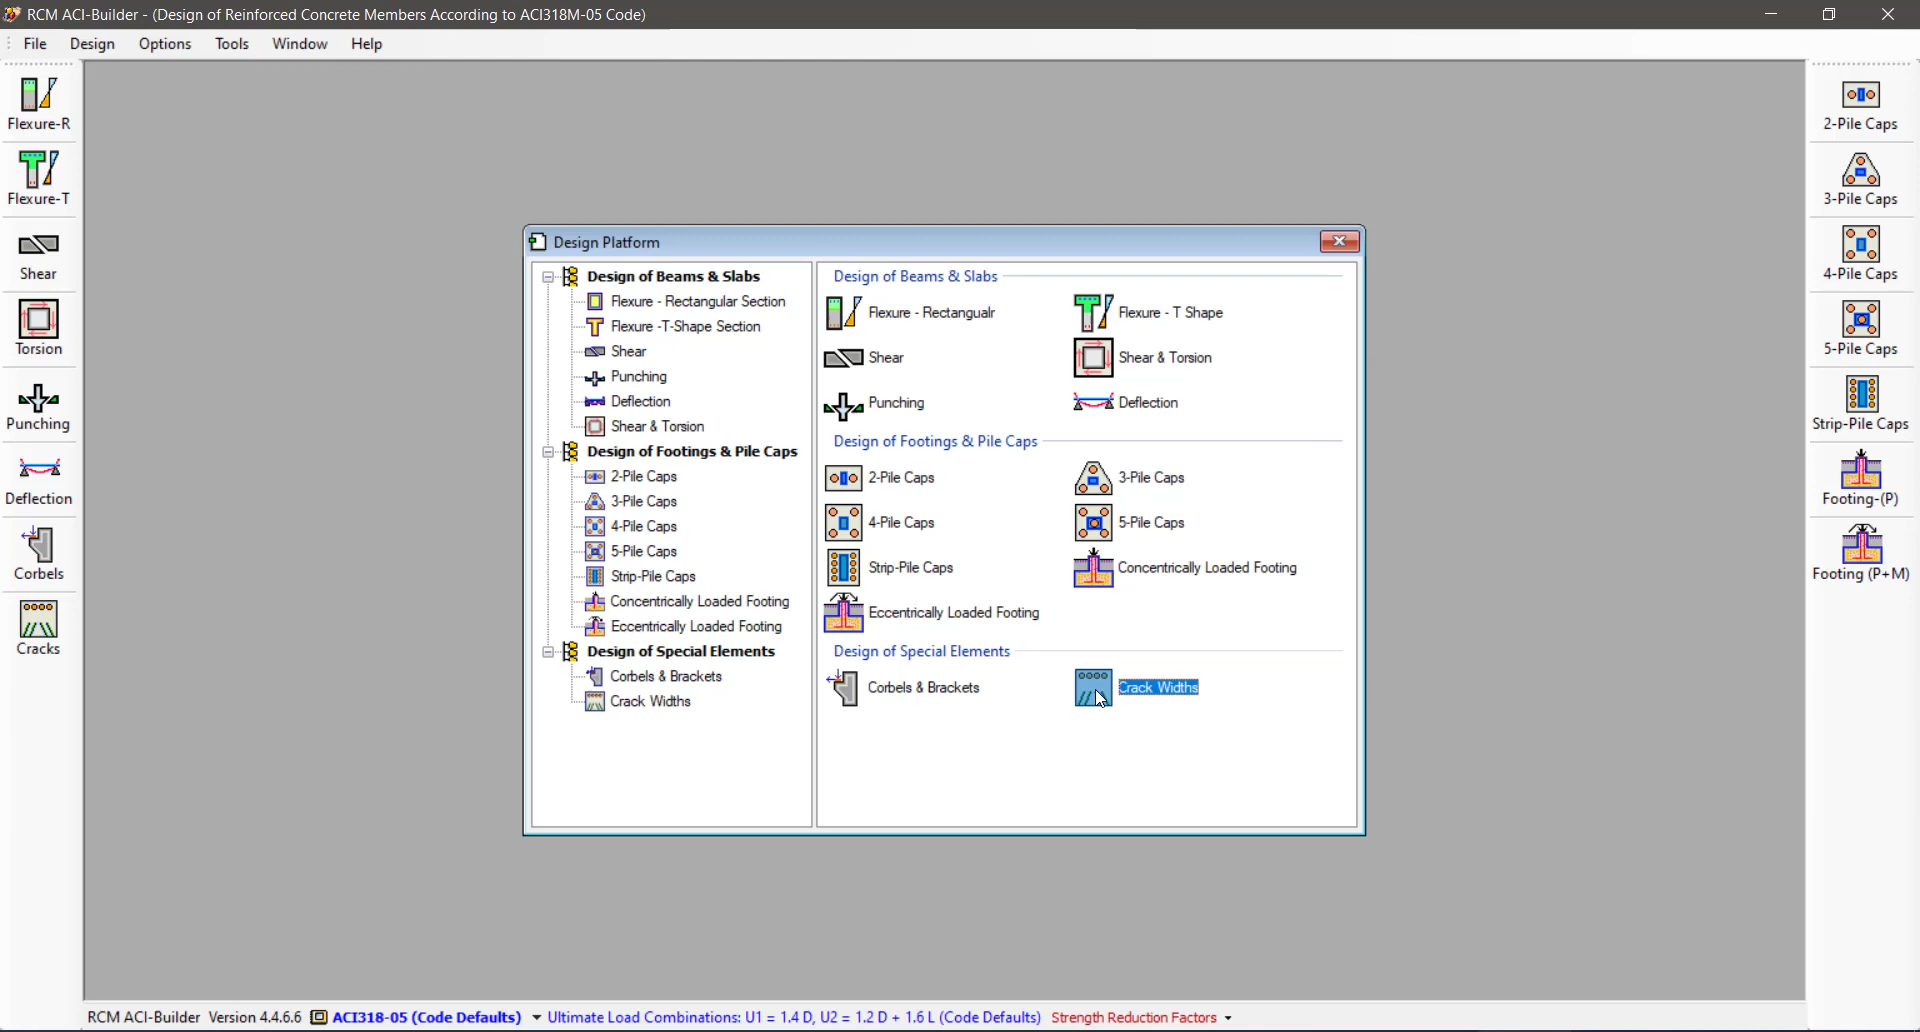 RCM ACI-Builder - (Design of Reinforced Concrete Members According to ACI318M-05 Code)
File Design Options Tools Window Help
Flexure-R
Flexure-T
Shear
Torsion
Punching
Deflection
Corbels
Cracks
Design Platform
Design of Beams & Slabs
Flexure - Rectangular Section
Flexure -T-Shape Section
Shear
Punching
Deflection
Shear & Torsion
Design of Footings & Pile Caps
2-Pile Caps
3-Pile Caps
4-Pile Caps
5-Pile Caps
Strip-Pile Caps
Concentrically Loaded Footing
Eccentrically Loaded Footing
Design of Special Elements
Corbels & Brackets
Crack Widths
Design of Beams & Slabs
Flexure - Rectangualr
Flexure - T Shape
Shear
Shear & Torsion
Punching
Deflection
Design of Footings & Pile Caps
2-Pile Caps
3-Pile Caps
4-Pile Caps
5-Pile Caps
Strip-Pile Caps
Concentrically Loaded Footing
Eccentrically Loaded Footing
Design of Special Elements
Corbels & Brackets
Crack Widths
2-Pile Caps
3-Pile Caps
4-Pile Caps
5-Pile Caps
Strip-Pile Caps
Footing-(P)
Footing (P+M)
RCM ACI-Builder Version 4.4.6.6 ACI318-05 (Code Defaults) Ultimate Load Combinations: U1 = 1.4 D, U2 = 1.2 D + 1.6 L (Code Defaults) Strength Reduction Factors